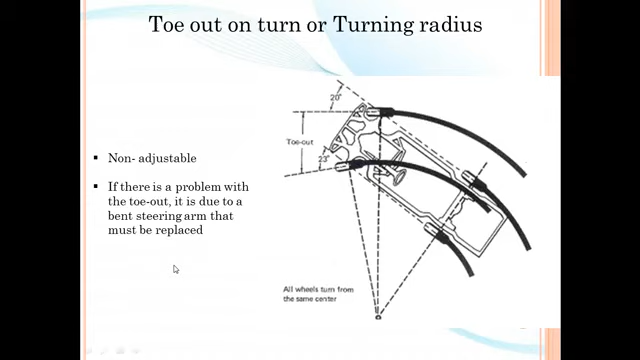 Toe out on turn or Turning radius
▪ Non- adjustable
▪ If there is a problem with
the toe-out, it is due to a
bent steering arm that
must be replaced
20°
Toe-out
23°
All wheels turn from
the same center